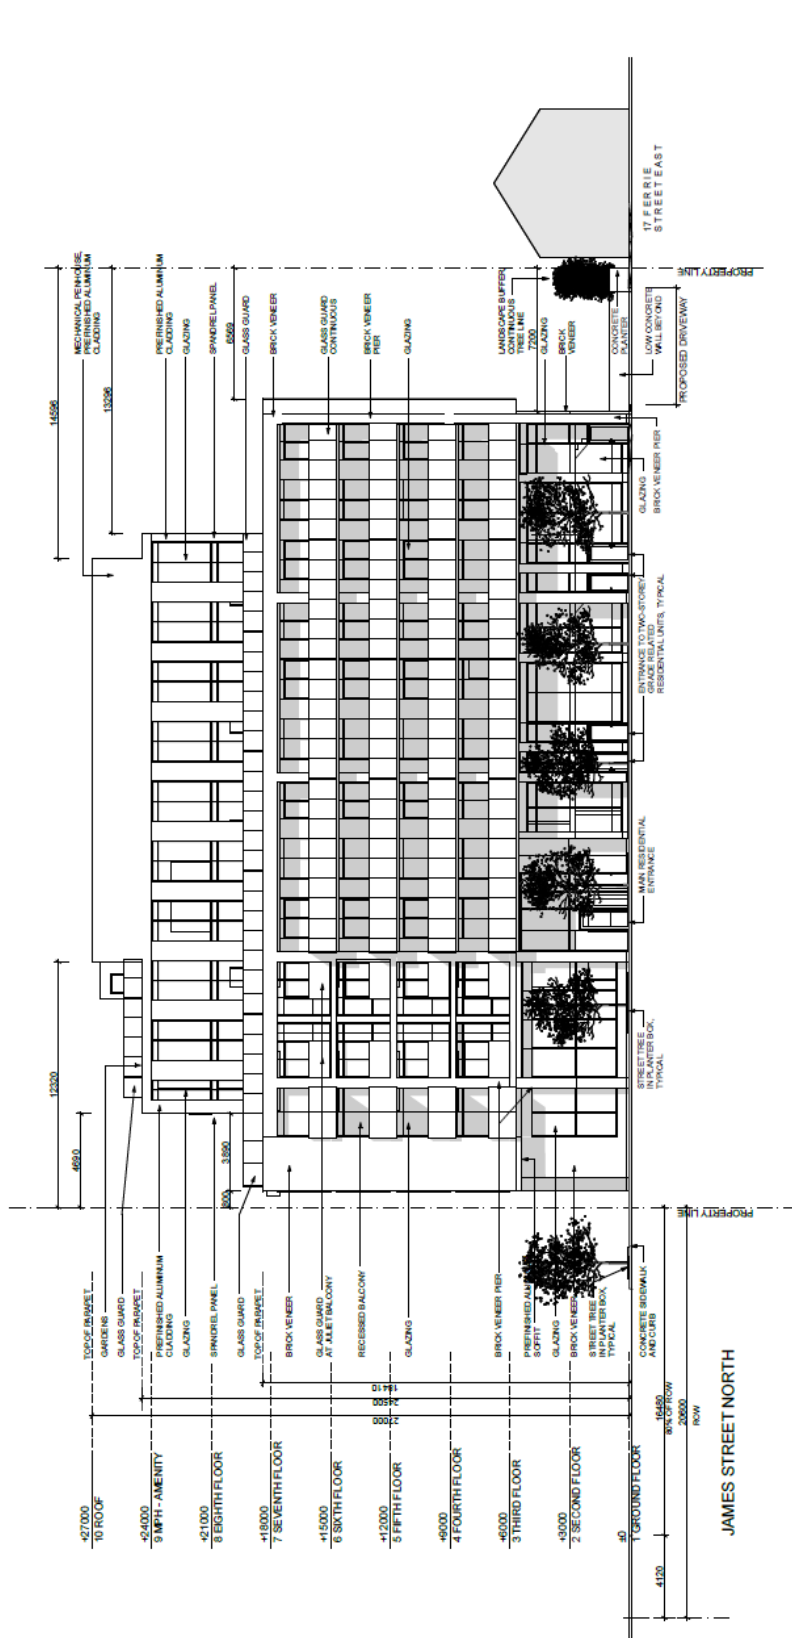 +27000
10 ROOF
+24000
9 MPH - AMENITY
+21000
8 EIGHTH FLOOR
+18000
7 SEVENTH FLOOR
+15000
6 SIXTH FLOOR
+12000
5 FIFTH FLOOR
+9000
4 FOURTH FLOOR
+6000
3 THIRD FLOOR
+3000
2 SECOND FLOOR
±0
1 GROUND FLOOR
27000
24500
18410
4120
16480
80% OF ROW
20600
ROW
JAMES STREET NORTH
TOP OF PARAPET
GARDENS
GLASS GUARD
TOP OF PARAPET
PREFINISHED ALUMINUM
CLADDING
GLAZING
SPANDREL PANEL
GLASS GUARD
TOP OF PARAPET
BRICK VENEER
GLASS GUARD
AT JULIET BALCONY
RECESSED BALCONY
GLAZING
BRICK VENEER PIER
PREFINISHED
SOFFIT
GLAZING
BRICK VENEER
STREET TREE
IN PLANTER BOX,
TYPICAL
CONCRETE SIDEWALK
AND CURB
PROPERTY LINE
12320
4690
3890
800
STREET TREE
IN PLANTER BOX,
TYPICAL
MAIN RESIDENTIAL
ENTRANCE
ENTRANCE TO TWO-STOREY
GRADE RELATED
RESIDENTIAL UNITS, TYPICAL
GLAZING
BRICK VENEER PIER
14596
13296
6569
7200
MECHANICAL PENHOUSE,
PREFINISHED ALUMINUM
CLADDING
PREFINISHED ALUMINUM
CLADDING
GLAZING
SPANDREL PANEL
GLASS GUARD
BRICK VENEER
GLASS GUARD
CONTINUOUS
BRICK VENEER
PIER
GLAZING
LANDSCAPE BUFFER,
CONTINUOUS
TREE LINE
GLAZING
BRICK
VENEER
CONCRETE
PLANTER
LOW CONCRETE
WALL BEYOND
PROPOSED DRIVEWAY
PROPERTY LINE
17 FERRIE
STREET EAST